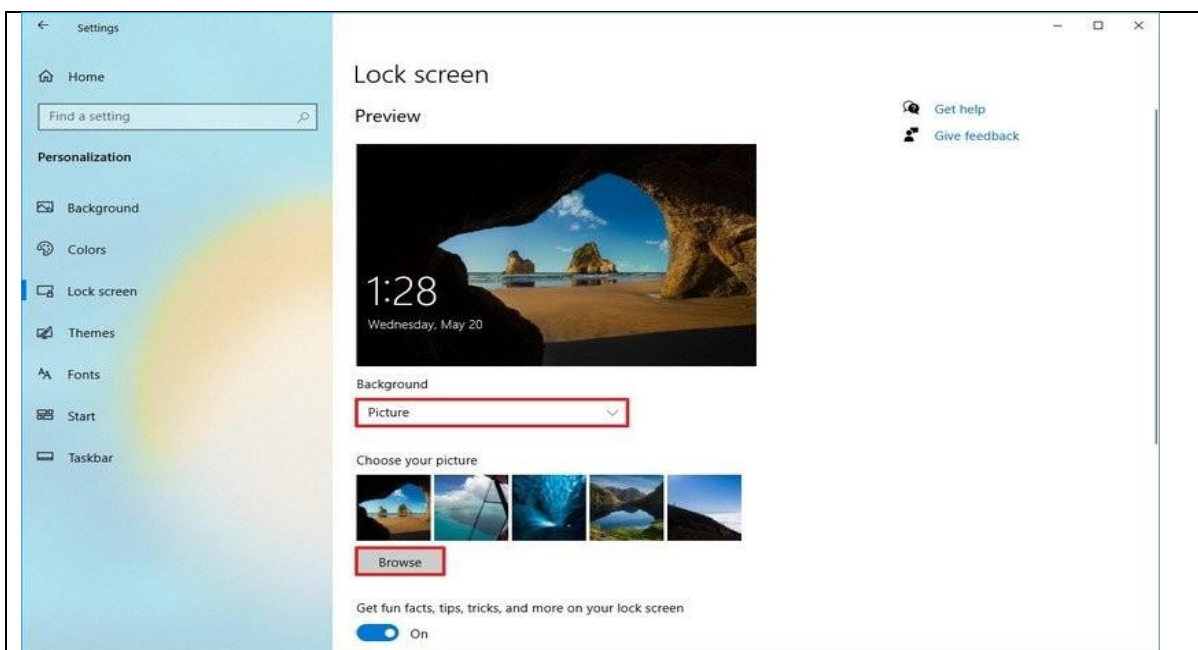 Settings
Home
Find a setting
Personalization
Background
Colors
Lock screen
Themes
Fonts
Start
Taskbar
Lock screen
Preview
1:28
Wednesday, May 20
Background
Picture
Choose your picture
Browse
Get fun facts, tips, tricks, and more on your lock screen
On
Get help
Give feedback